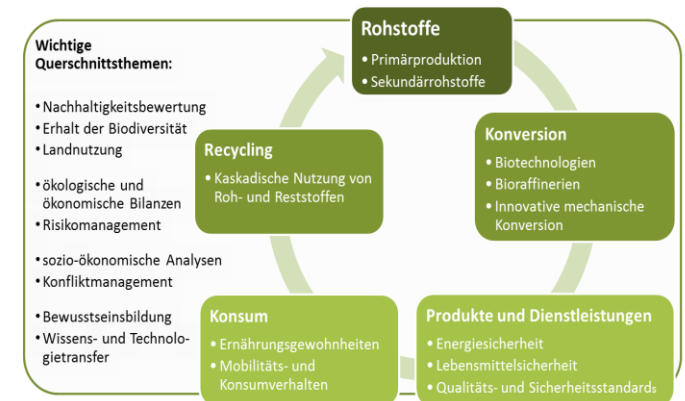 Wichtige
Querschnittsthemen:
• Nachhaltigkeitsbewertung
• Erhalt der Biodiversität
• Landnutzung
• ökologische und
ökonomische Bilanzen
• Risikomanagement
• sozio-ökonomische Analysen
• Konfliktmanagement
• Bewusstseinsbildung
• Wissens- und Technolo-
gietransfer
Rohstoffe
• Primärproduktion
• Sekundärrohstoffe
Konversion
• Biotechnologien
• Bioraffinerien
• Innovative mechanische
Konversion
Produkte und Dienstleistungen
• Energiesicherheit
• Lebensmittelsicherheit
• Qualitäts- und Sicherheitsstandards
Konsum
• Ernährungsgewohnheiten
• Mobilitäts- und
Konsumverhalten
Recycling
• Kaskadische Nutzung von
Roh- und Reststoffen